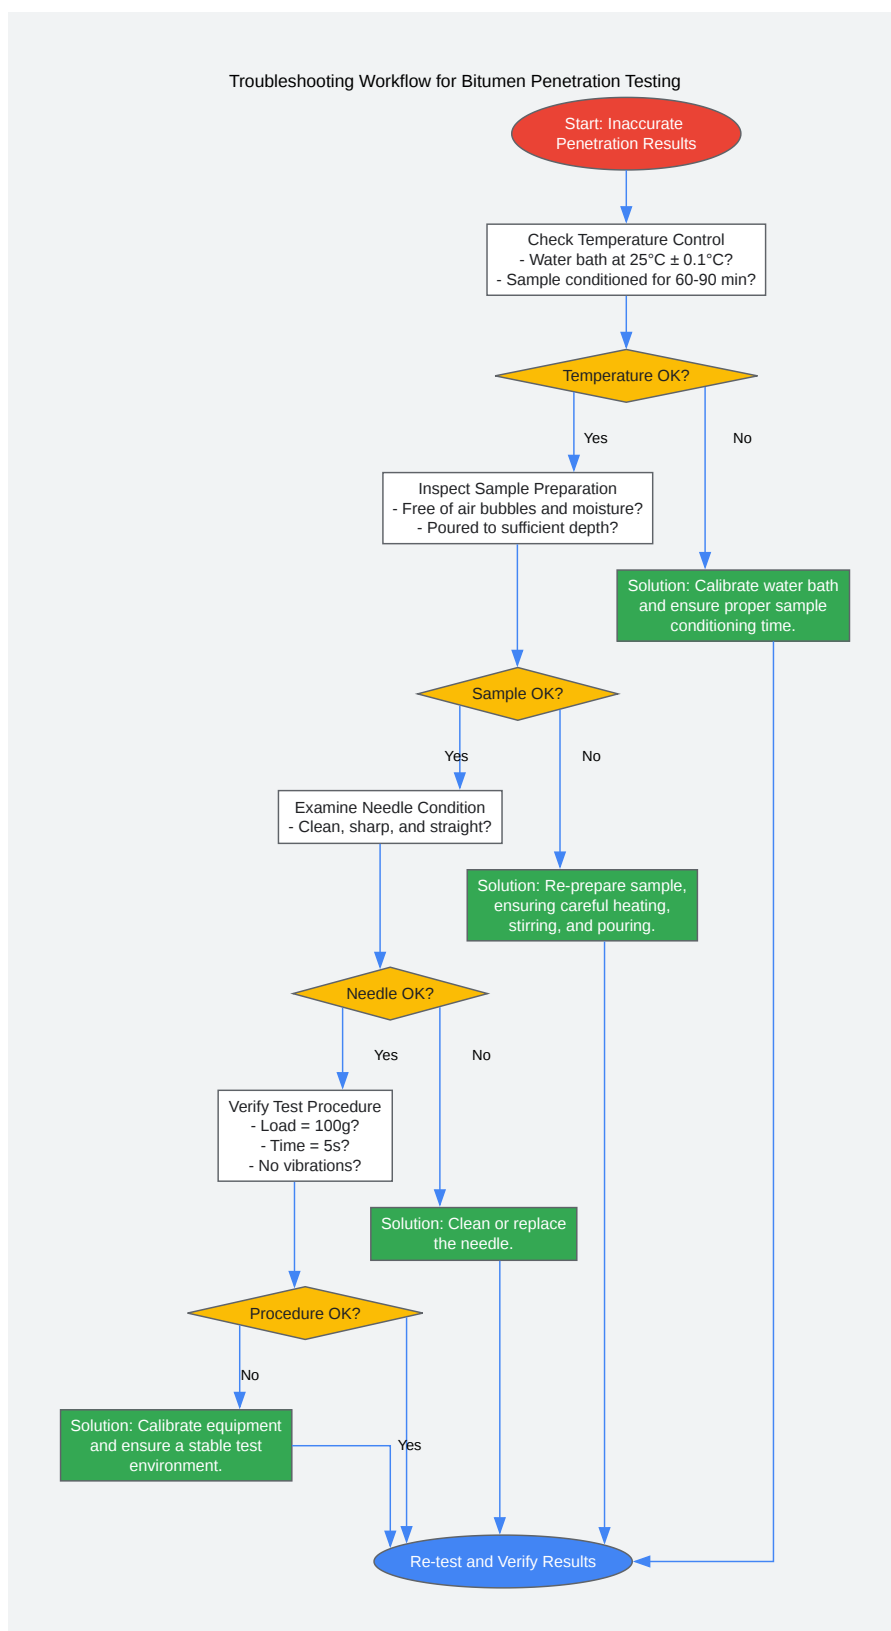 Troubleshooting Workflow for Bitumen Penetration Testing
Start: Inaccurate
Penetration Results
Check Temperature Control
- Water bath at 25°C ± 0.1°C?
- Sample conditioned for 60-90 min?
Temperature OK?
Yes
No
Inspect Sample Preparation
- Free of air bubbles and moisture?
- Poured to sufficient depth?
Solution: Calibrate water bath
and ensure proper sample
conditioning time.
Sample OK?
Yes
No
Examine Needle Condition
- Clean, sharp, and straight?
Solution: Re-prepare sample,
ensuring careful heating,
stirring, and pouring.
Needle OK?
Yes
No
Verify Test Procedure
- Load = 100g?
- Time = 5s?
- No vibrations?
Solution: Clean or replace
the needle.
Procedure OK?
No
Yes
Solution: Calibrate equipment
and ensure a stable test
environment.
Re-test and Verify Results